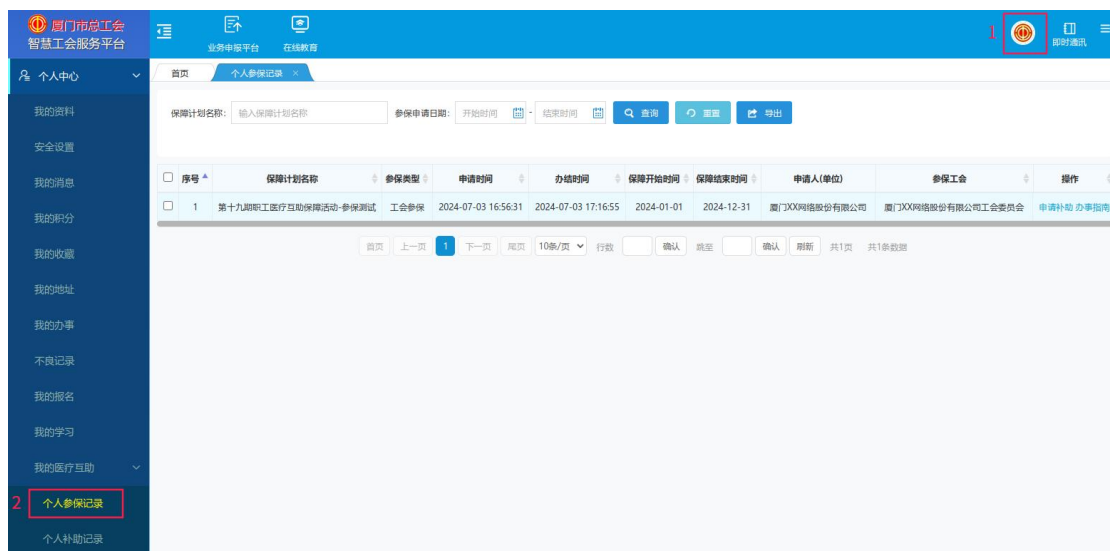 厦门市总工会
智慧工会服务平台
业务申报平台 在线教育
1
即时通讯
个人中心
首页 个人参保记录 ×
我的资料
安全设置
我的消息
我的积分
我的收藏
我的地址
我的办事
不良记录
我的报名
我的学习
我的医疗互助
2 个人参保记录
个人补助记录
保障计划名称: 输入保障计划名称 参保申请日期: 开始时间 - 结束时间 查询 重置 导出
序号 保障计划名称 参保类型 申请时间 办结时间 保障开始时间 保障结束时间 申请人(单位) 参保工会 操作
1 第十九期职工医疗互助保障活动-参保测试 工会参保 2024-07-03 16:56:31 2024-07-03 17:16:55 2024-01-01 2024-12-31 厦门XX网络股份有限公司 厦门XX网络股份有限公司工会委员会 申请补助 办事指南
首页 上一页 1 下一页 尾页 10条/页 行数 确认 跳至 确认 刷新 共1页 共1条数据